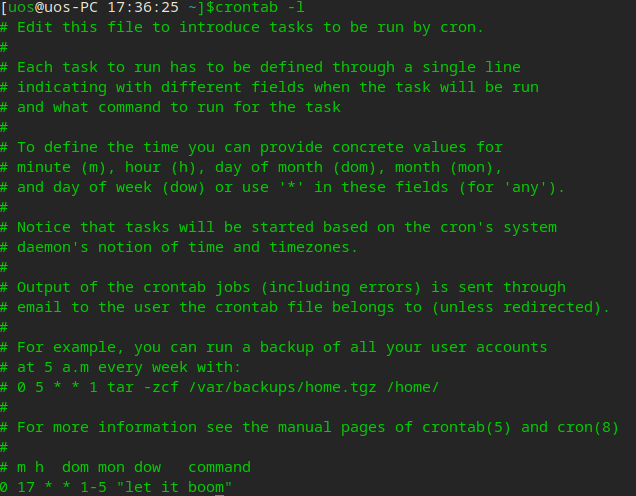 [uos@uos-PC 17:36:25 ~]$crontab -l
# Edit this file to introduce tasks to be run by cron.
#
# Each task to run has to be defined through a single line
# indicating with different fields when the task will be run
# and what command to run for the task
#
# To define the time you can provide concrete values for
# minute (m), hour (h), day of month (dom), month (mon),
# and day of week (dow) or use '*' in these fields (for 'any').
#
# Notice that tasks will be started based on the cron's system
# daemon's notion of time and timezones.
#
# Output of the crontab jobs (including errors) is sent through
# email to the user the crontab file belongs to (unless redirected).
#
# For example, you can run a backup of all your user accounts
# at 5 a.m every week with:
# 0 5 * * 1 tar -zcf /var/backups/home.tgz /home/
#
# For more information see the manual pages of crontab(5) and cron(8)
#
# m h  dom mon dow   command
0 17 * * 1-5 "let it boom"